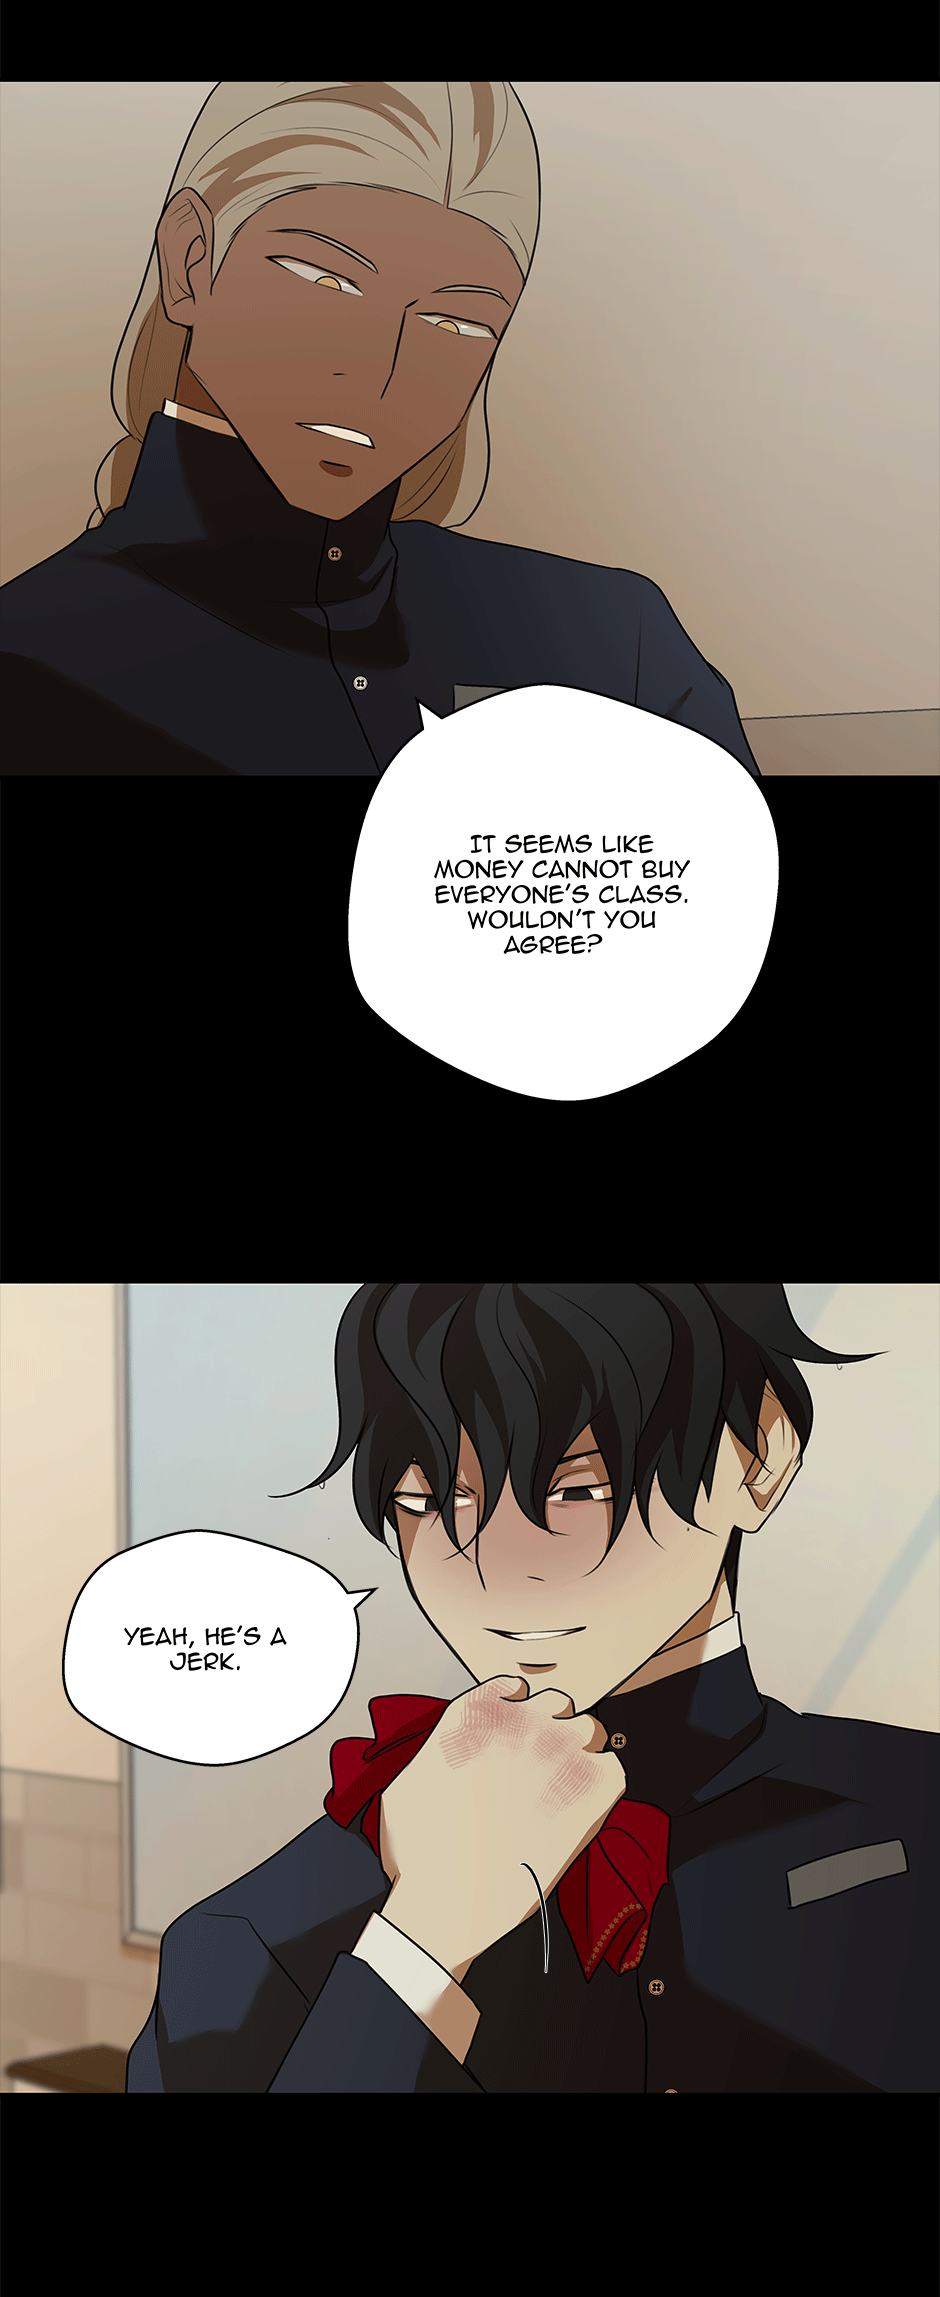 IT SEEMS LIKE
MONEY CANNOT BUY
EVERYONE'S CLASS.
WOULDN'T YOU
AGREE?
YEAH, HE'S A
JERK.